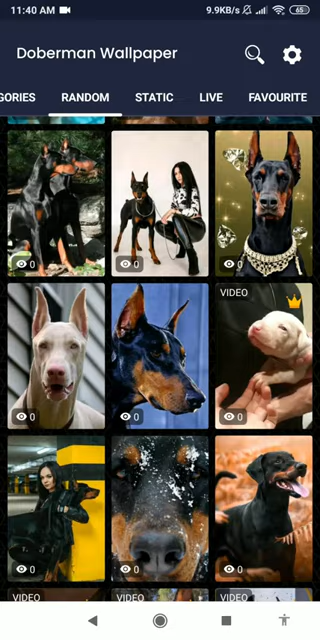 11:40 AM 9.9KB/s 65
Doberman Wallpaper
GORIES RANDOM STATIC LIVE FAVOURITE
0 0 0
VIDEO
0 0 0
0 0 0
VIDEO VIDEO VIDEO